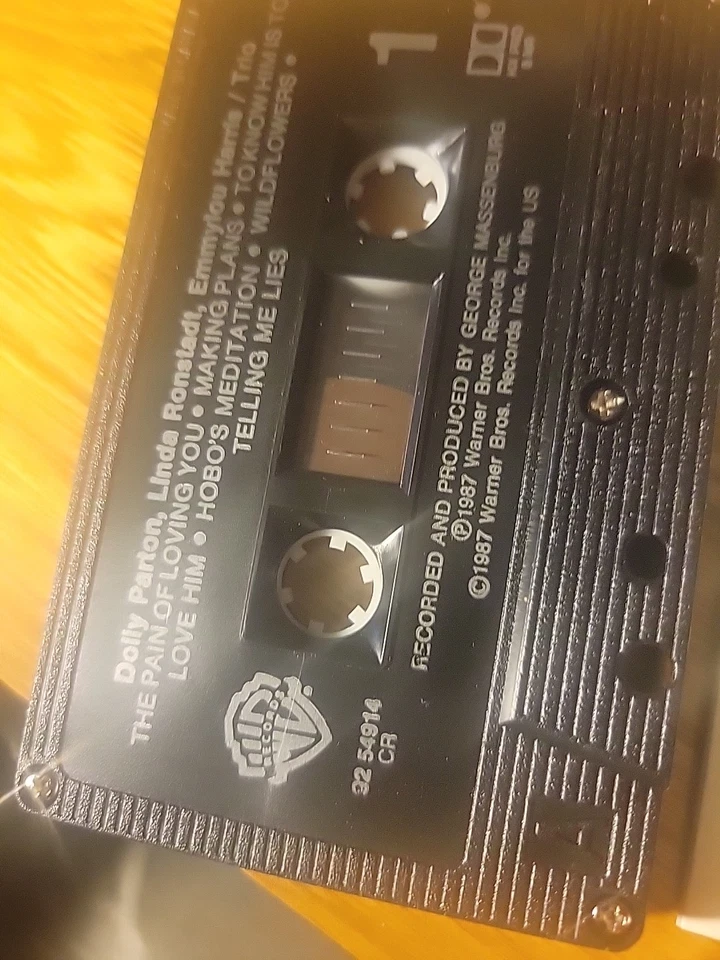 Dolly Parton, Linda Ronstadt, Emmylou Harris / Trio
THE PAIN OF LOVING YOU • MAKING PLANS • TO KNOW HIM IS TO
LOVE HIM • HOBO'S MEDITATION • WILDFLOWERS •
TELLING ME LIES
1
W
RECORDS
92 54914
CR
RECORDED AND PRODUCED BY GEORGE MASSENBURG
℗1987 Warner Bros. Records Inc.
©1987 Warner Bros. Records Inc. for the US
A